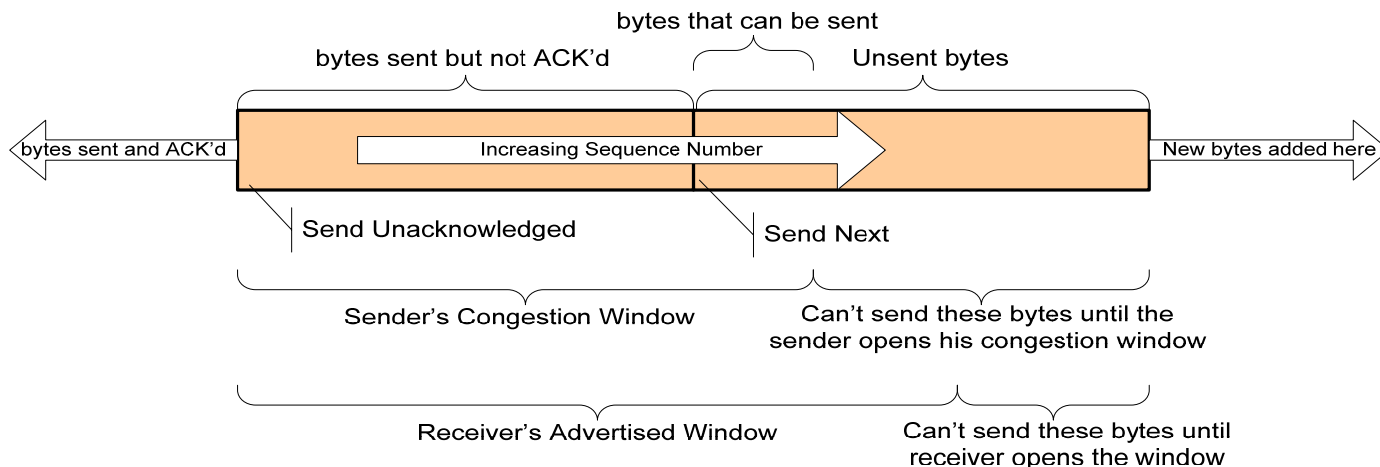 bytes that can be sent
bytes sent but not ACK'd
Unsent bytes
bytes sent and ACK'd
Increasing Sequence Number
New bytes added here
Send Unacknowledged
Send Next
Sender's Congestion Window
Can't send these bytes until the
sender opens his congestion window
Receiver's Advertised Window
Can't send these bytes until
receiver opens the window